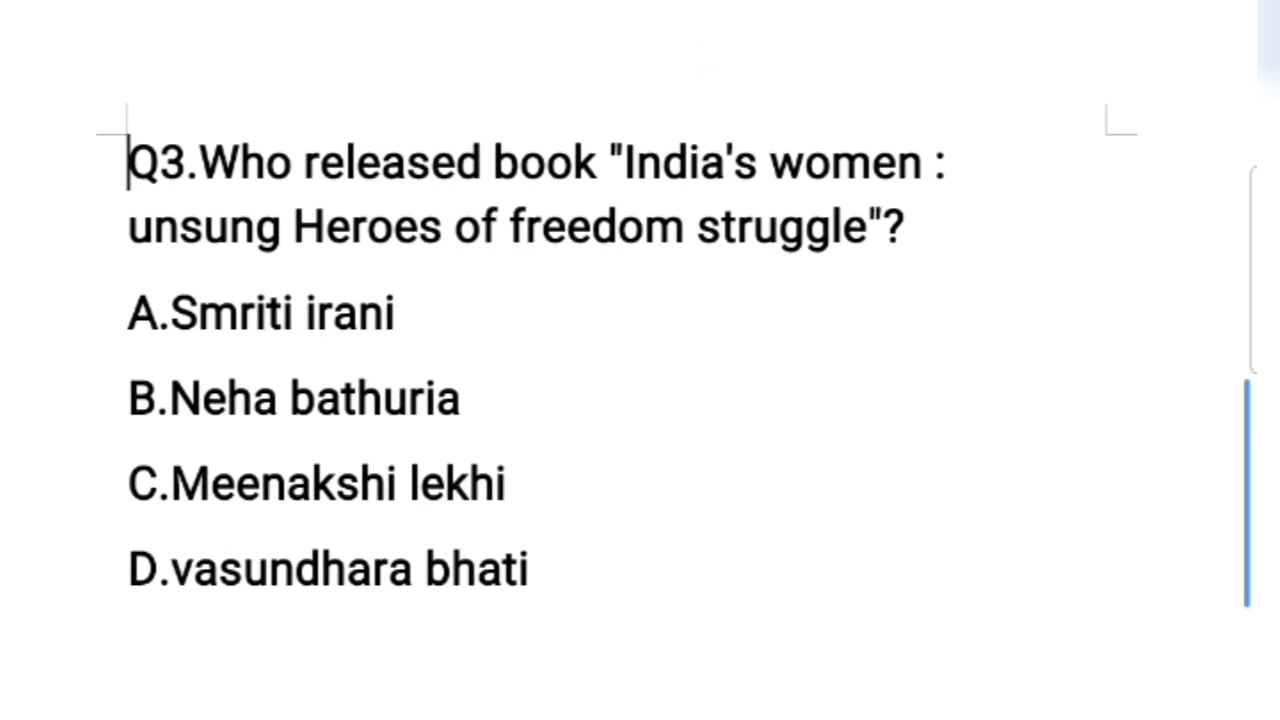 Q3.Who released book "India's women :
unsung Heroes of freedom struggle"?
A.Smriti irani
B.Neha bathuria
C.Meenakshi lekhi
D.vasundhara bhati